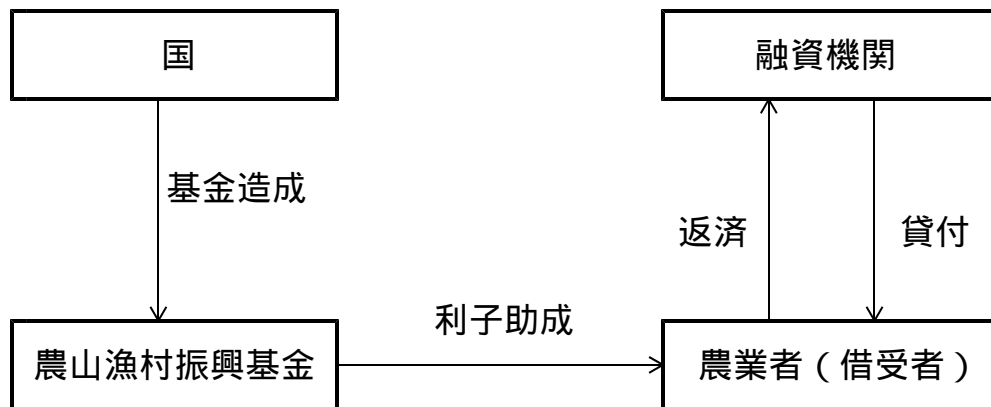 国
融資機関
基金造成
返済
貸付
利子助成
農山漁村振興基金
農業者(借受者)